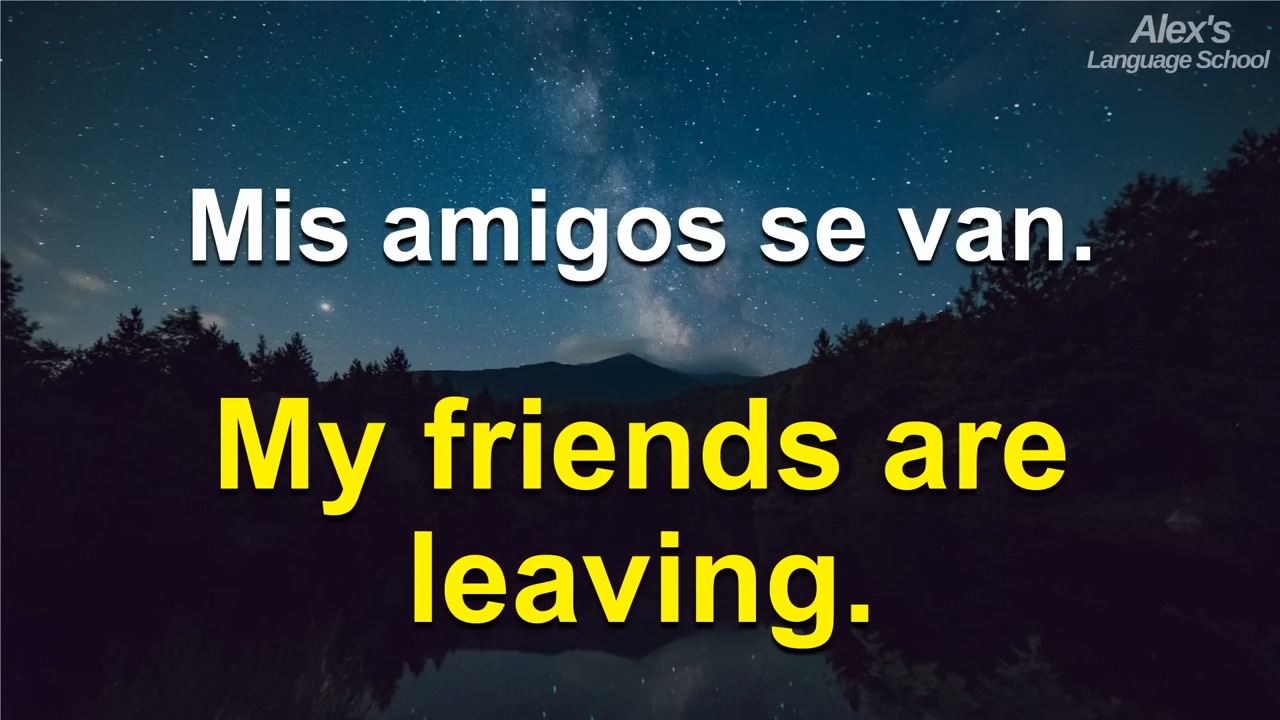 Alex's
Language School
Mis amigos se van.
My friends are
leaving.